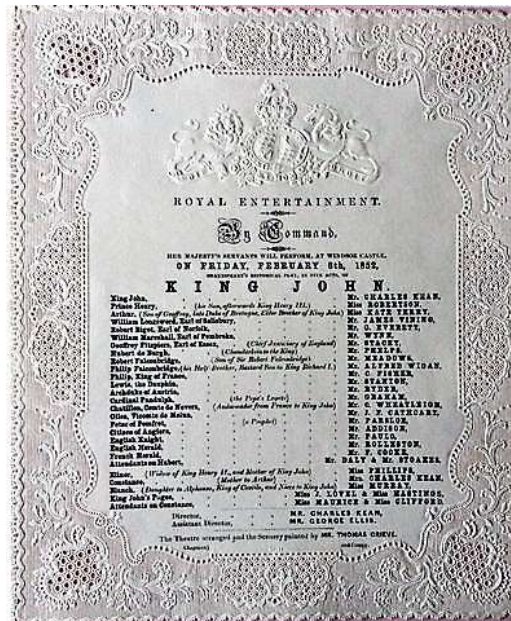 ROYAL ENTERTAINMENT.
By Command,
HER MAJESTY'S SERVANTS WILL PERFORM, AT WINDSOR CASTLE,
ON FRIDAY, FEBRUARY 6th, 1852,
SHAKESPEARE'S HISTORICAL PLAY, IN FIVE ACTS, OF
KING JOHN.
King John, Mr. CHARLES KEAN,
Prince Henry, (his Son, afterwards King Henry III.) Miss ROBERTSON,
Arthur, (Son of Geoffrey, late Duke of Bretagne, Elder Brother of King John) Miss KATE TERRY,
William Longsword, Earl of Salisbury, Mr. JAMES VINING,
Robert Bigot, Earl of Norfolk, Mr. G. EVERETT,
William Mareshall, Earl of Pembroke, Mr. WYNN,
Geoffrey Fitzpiers, Earl of Essex, (Chief Justiciary of England) Mr. STACEY,
Hubert de Burgh, (Chamberlain to the King) Mr. PHELPS,
Robert Falconbridge, (Son of Sir Robert Falconbridge) Mr. MEADOWS,
Philip Falconbridge, (his Half Brother, Bastard Son to King Richard I.) Mr. ALFRED WIGAN,
Philip, King of France, Mr. C. FISHER,
Lewis, the Dauphin, Mr. STANTON,
Archduke of Austria, Mr. RYDER,
Cardinal Pandulph, (the Pope's Legate) Mr. GRAHAM,
Chatillon, Comte de Nevers, (Ambassador from France to King John) Mr. C. WHEATLEIGH,
Giles, Vicomte de Melun, Mr. J. F. CATHCART,
Peter of Pomfret, (a Prophet) Mr. PARSLOE,
Citizen of Angiers, Mr. ADDISON,
English Knight, Mr. PAULO,
English Herald, Mr. ROLLESTON,
French Herald, Mr. F. COOKE,
Attendants on Hubert, Mr. DALY & Mr. STOAKES,
Elinor, (Widow of King Henry II., and Mother of King John) Miss PHILLIPS,
Constance, (Mother to Arthur) Mrs. CHARLES KEAN,
Blanch, (Daughter to Alphonso, King of Castile, and Niece to King John) Miss MURRAY,
King John's Pages, Miss J. LOVEL & Miss HASTINGS,
Attendants on Constance, Miss MAURICE & Miss CLIFFORD.
Director, MR. CHARLES KEAN,
Assistant Director, MR. GEORGE ELLIS.
The Theatre arranged and the Scenery painted by MR. THOMAS GRIEVE.